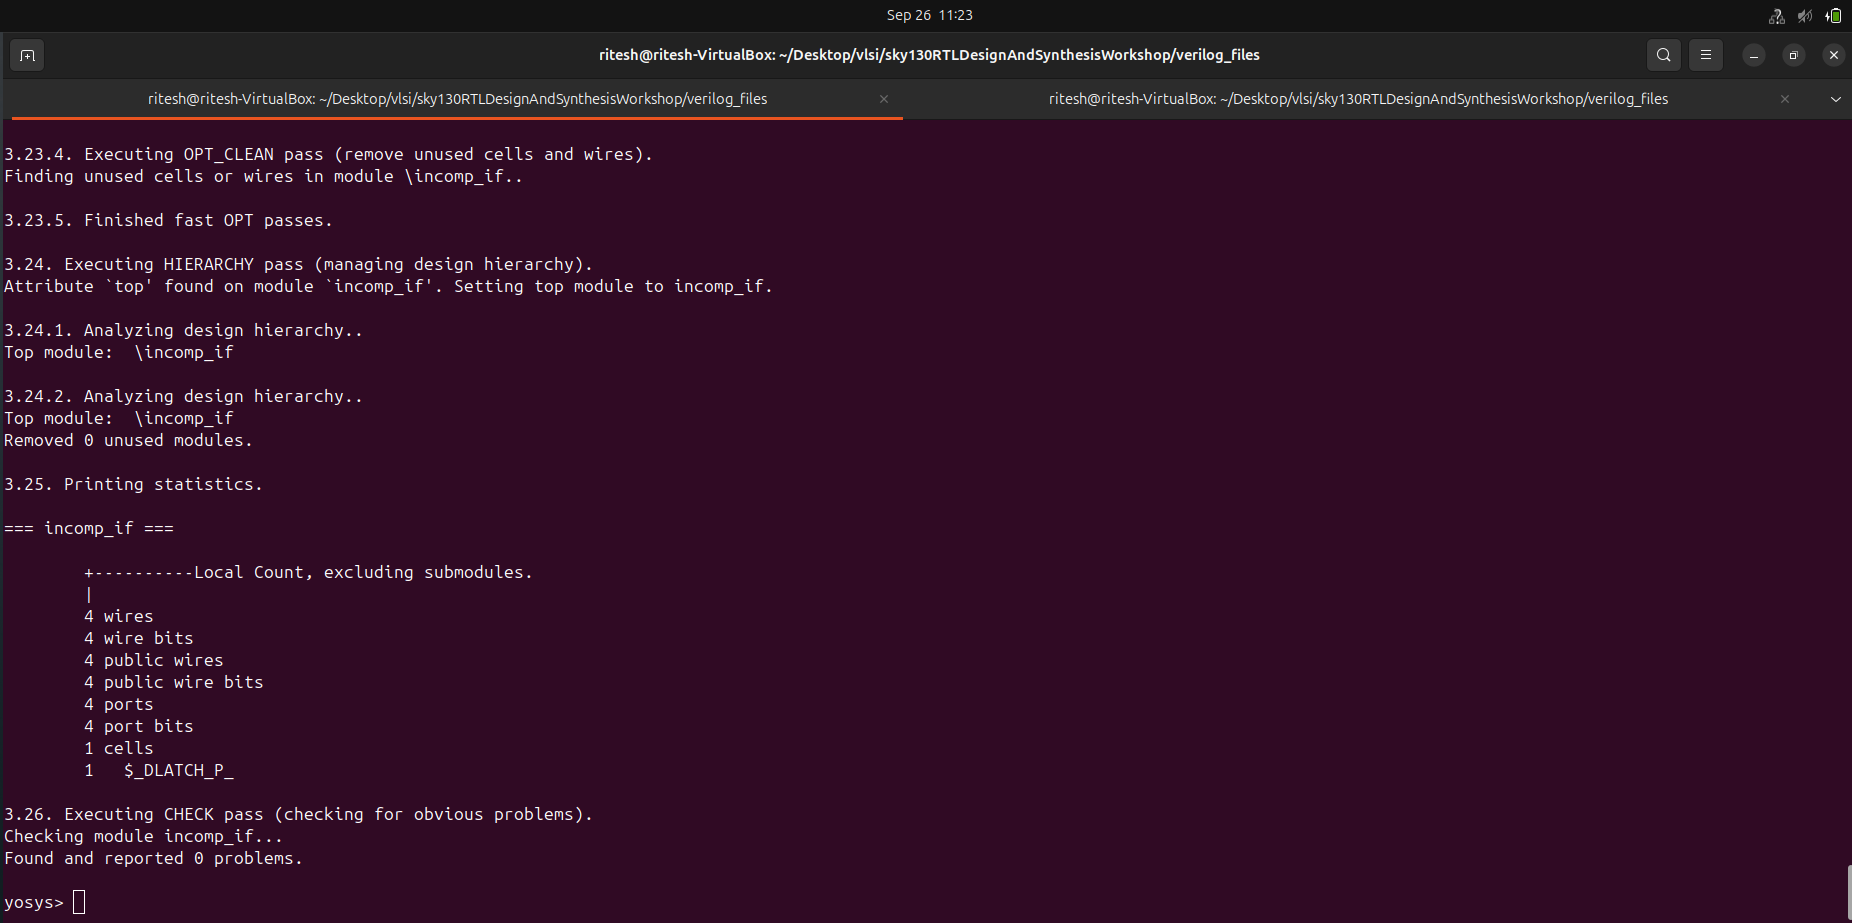 Sep 26 11:23
ritesh@ritesh-VirtualBox: ~/Desktop/vlsi/sky130RTLDesignAndSynthesisWorkshop/verilog_files
ritesh@ritesh-VirtualBox: ~/Desktop/vlsi/sky130RTLDesignAndSynthesisWorkshop/verilog_files
ritesh@ritesh-VirtualBox: ~/Desktop/vlsi/sky130RTLDesignAndSynthesisWorkshop/verilog_files
3.23.4. Executing OPT_CLEAN pass (remove unused cells and wires).
Finding unused cells or wires in module \incomp_if..
3.23.5. Finished fast OPT passes.
3.24. Executing HIERARCHY pass (managing design hierarchy).
Attribute `top' found on module `incomp_if'. Setting top module to incomp_if.
3.24.1. Analyzing design hierarchy..
Top module:  \incomp_if
3.24.2. Analyzing design hierarchy..
Top module:  \incomp_if
Removed 0 unused modules.
3.25. Printing statistics.
=== incomp_if ===
+----------Local Count, excluding submodules.
|
4 wires
4 wire bits
4 public wires
4 public wire bits
4 ports
4 port bits
1 cells
1   $_DLATCH_P_
3.26. Executing CHECK pass (checking for obvious problems).
Checking module incomp_if...
Found and reported 0 problems.
yosys>